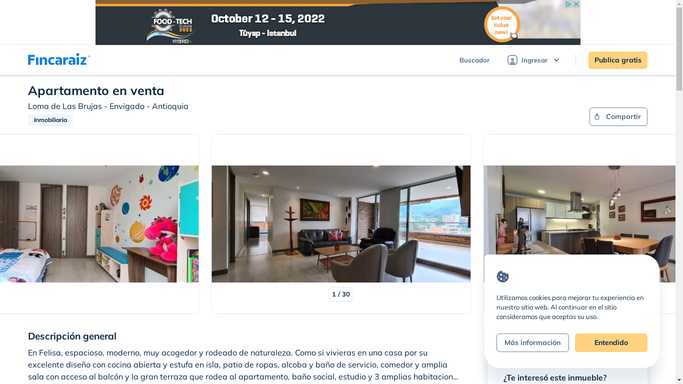 FOOD-TECH
October 12 - 15, 2022
Tüyap - Istanbul
Get your ticket now!
Fincaraiz
Buscador
Ingresar
Publica gratis
Apartamento en venta
Loma de Las Brujas - Envigado - Antioquia
Inmobiliaria
Compartir
1 / 30
Utilizamos cookies para mejorar tu experiencia en
nuestro sitio web. Al continuar en el sitio
consideramos que aceptas su uso.
Más información
Entendido
Descripción general
En Felisa, espacioso, moderno, muy acogedor y rodeado de naturaleza. Como si vivieras en una casa por su
excelente diseño con cocina abierta y estufa en isla, patio de ropas, alcoba y baño de servicio, comedor y amplia
sala con acceso al balcón y la gran terraza que rodea al apartamento, baño social, estudio y 3 amplias habitacion...
¿Te interesó este inmueble?